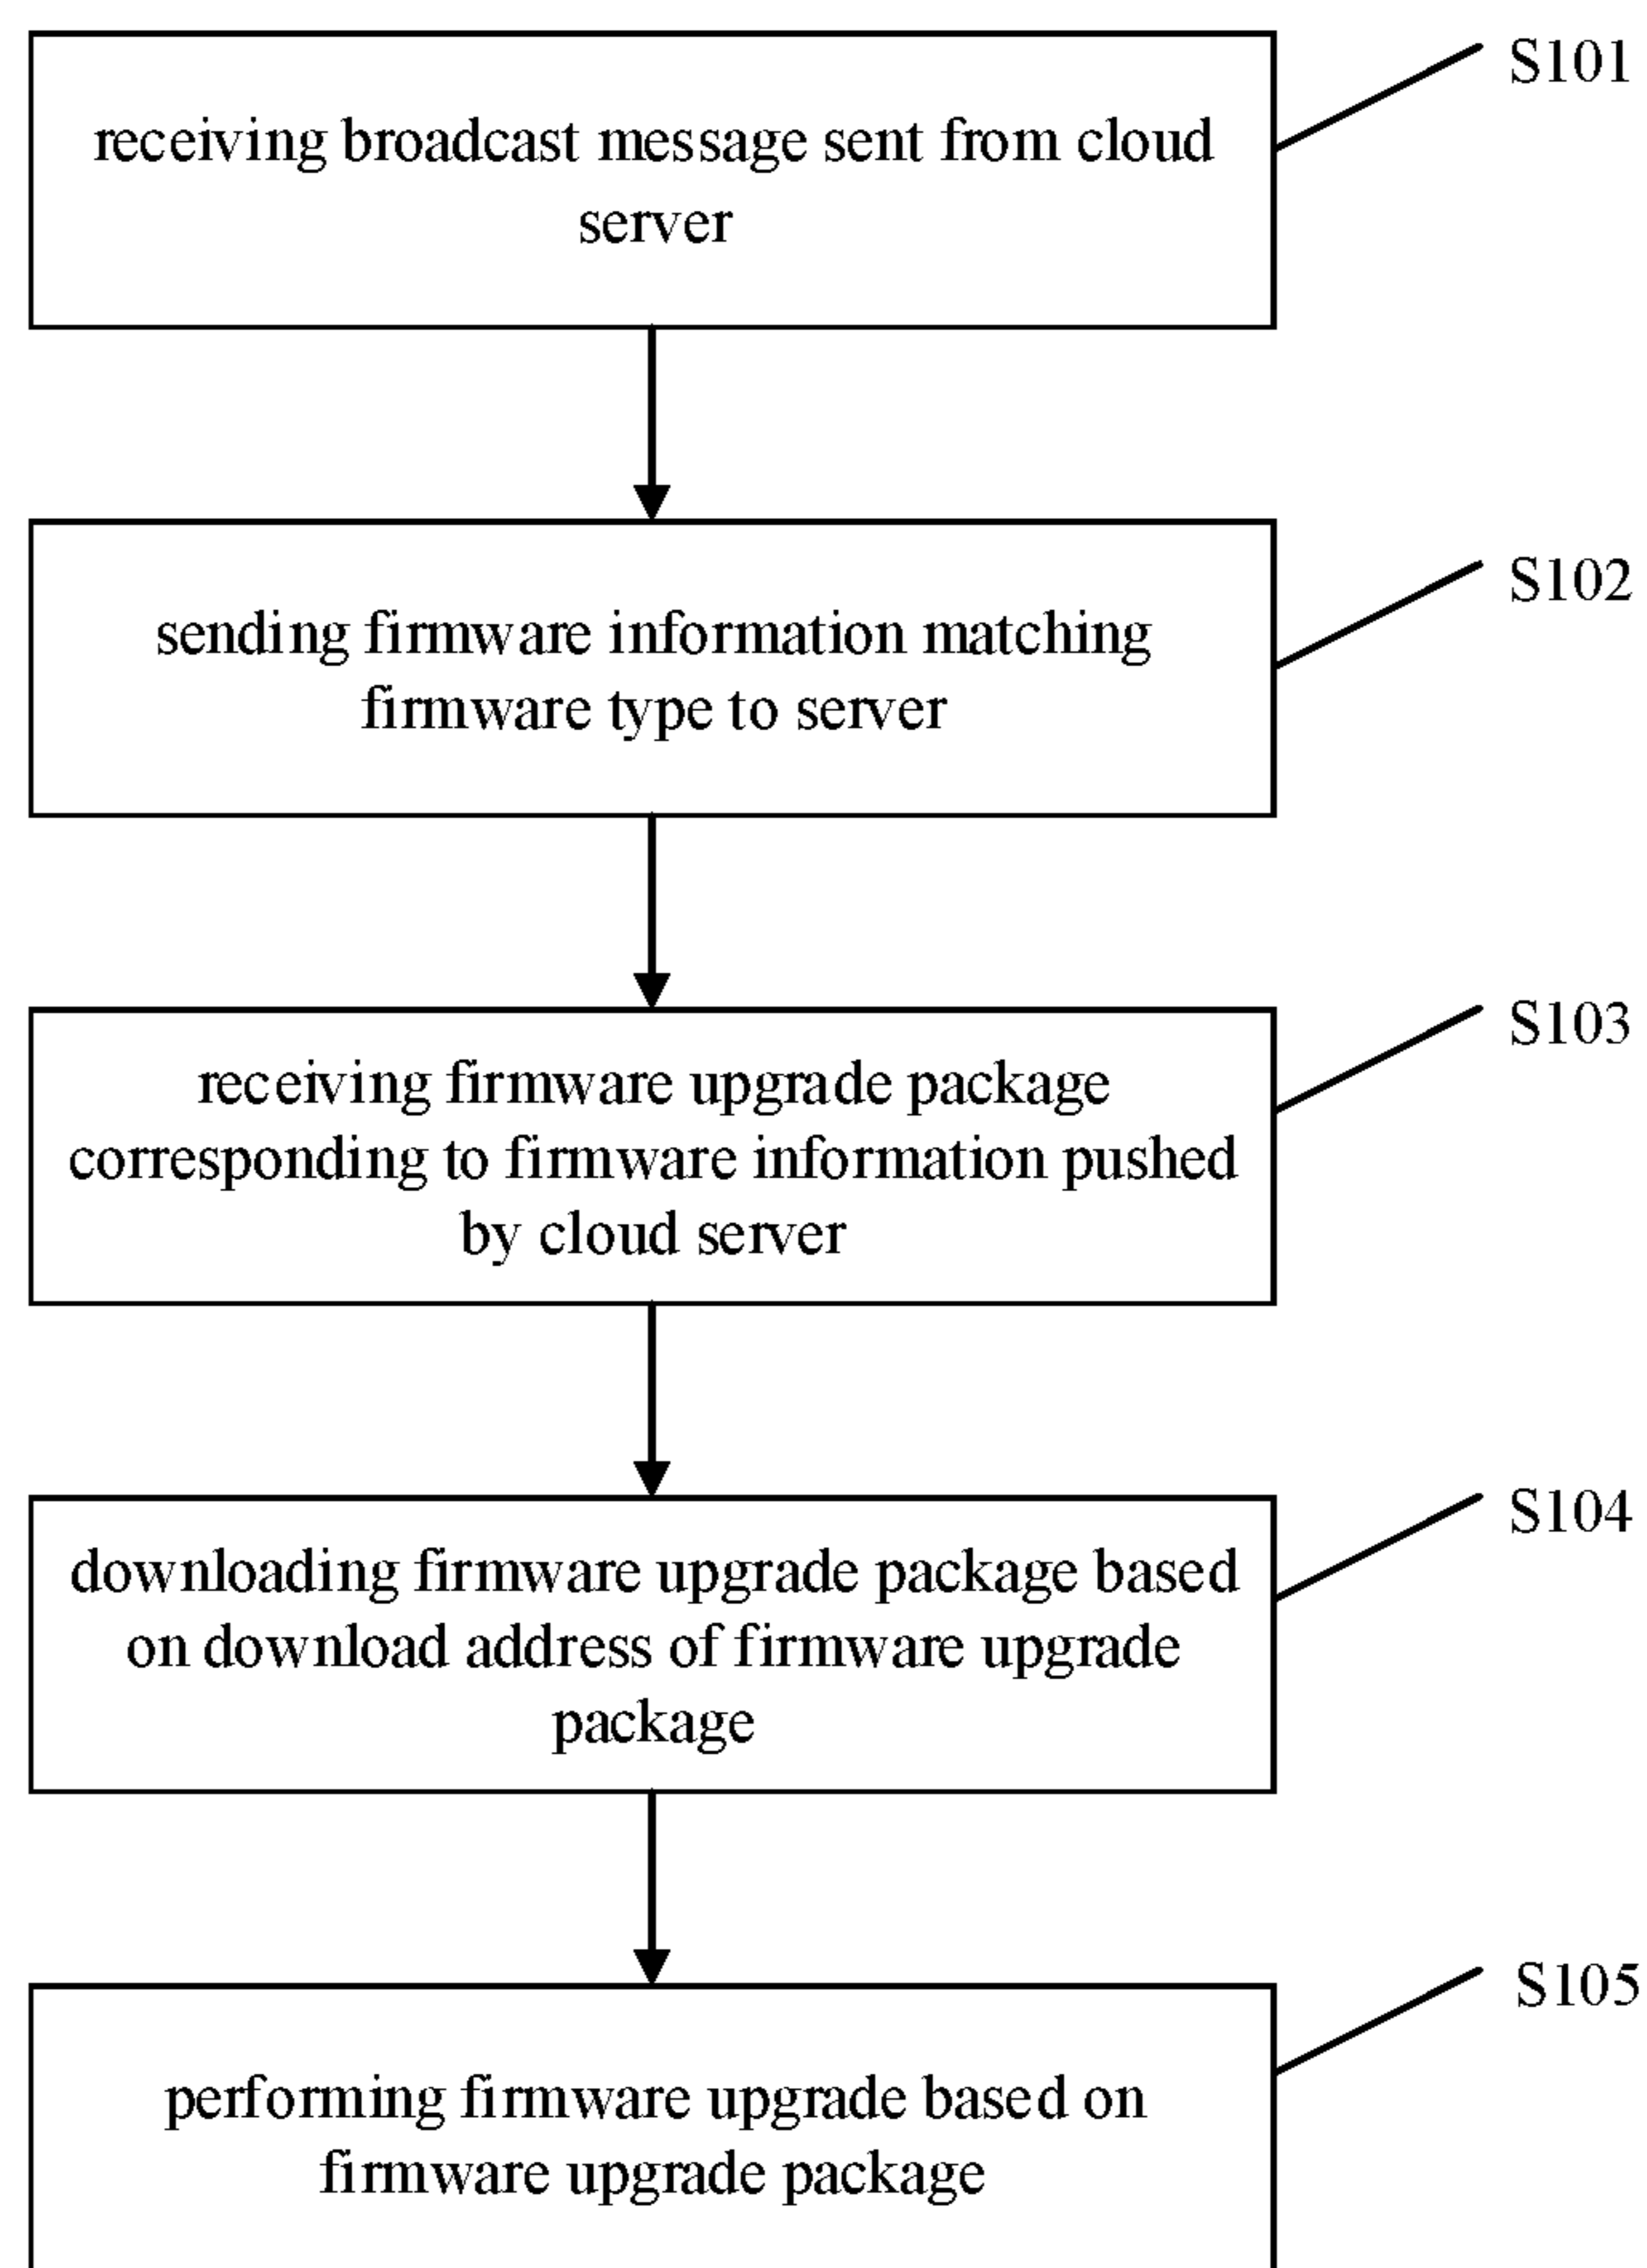 S101
receiving broadcast message sent from cloud
server
S102
sending firmware information matching
firmware type to server
S103
receiving firmware upgrade package
corresponding to firmware information pushed
by cloud server
S104
downloading firmware upgrade package based
on download address of firmware upgrade
package
S105
performing firmware upgrade based on
firmware upgrade package